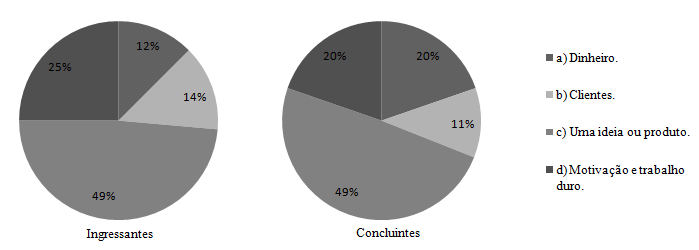 12%
14%
49%
25%
Ingressantes
20%
11%
49%
20%
Concluintes
a) Dinheiro.
b) Clientes.
c) Uma ideia ou produto.
d) Motivação e trabalho
duro.